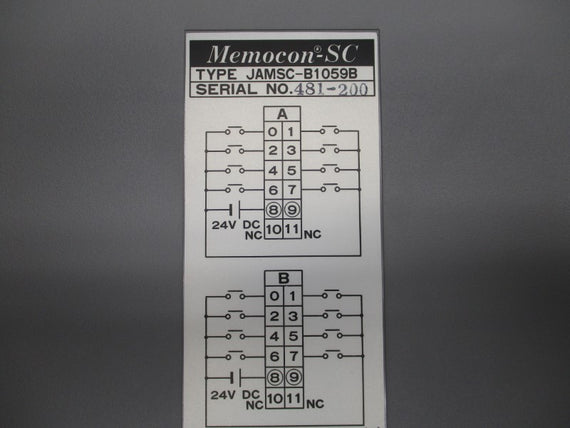 Memocon®-SC
TYPE JAMSC-B1059B
SERIAL NO. 481-200
A
0 1
2 3
4 5
6 7
8 9
24V DC
NC 10 11 NC
B
0 1
2 3
4 5
6 7
8 9
24V DC
NC 10 11 NC